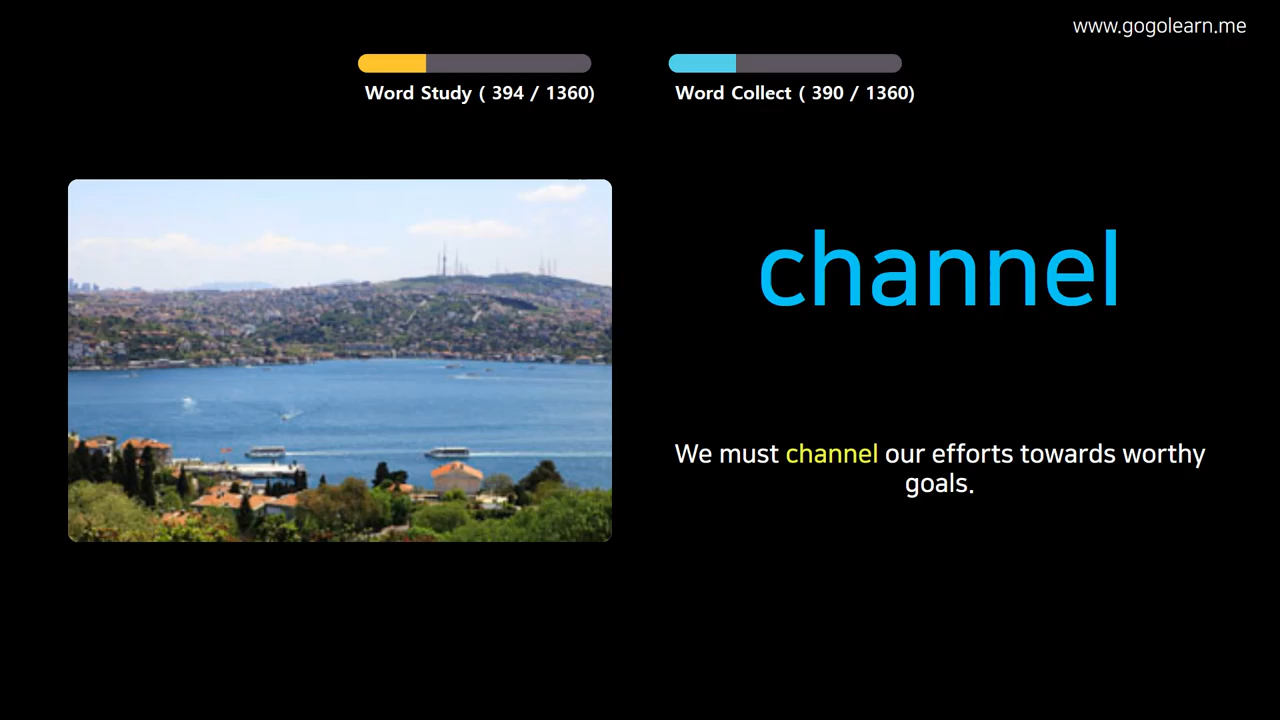 www.gogolearn.me
Word Study ( 394 / 1360)
Word Collect ( 390 / 1360)
channel
We must channel our efforts towards worthy
goals.